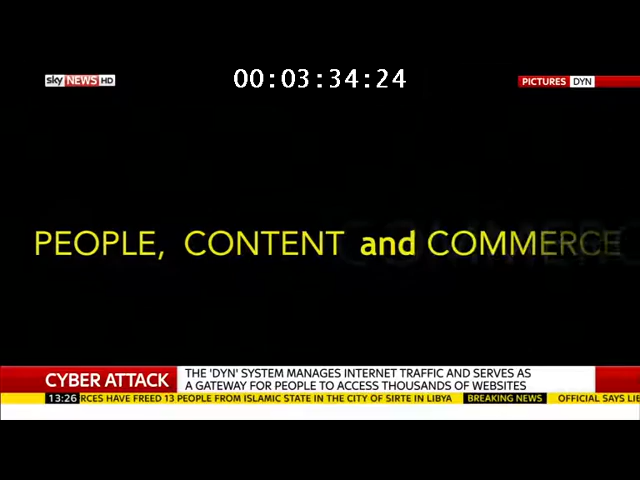 sky NEWS HD
00:03:34:24
PICTURES DYN
PEOPLE, CONTENT and COMMERCE
CYBER ATTACK
THE 'DYN' SYSTEM MANAGES INTERNET TRAFFIC AND SERVES AS
A GATEWAY FOR PEOPLE TO ACCESS THOUSANDS OF WEBSITES
13:26 RCES HAVE FREED 13 PEOPLE FROM ISLAMIC STATE IN THE CITY OF SIRTE IN LIBYA BREAKING NEWS OFFICIAL SAYS LIE